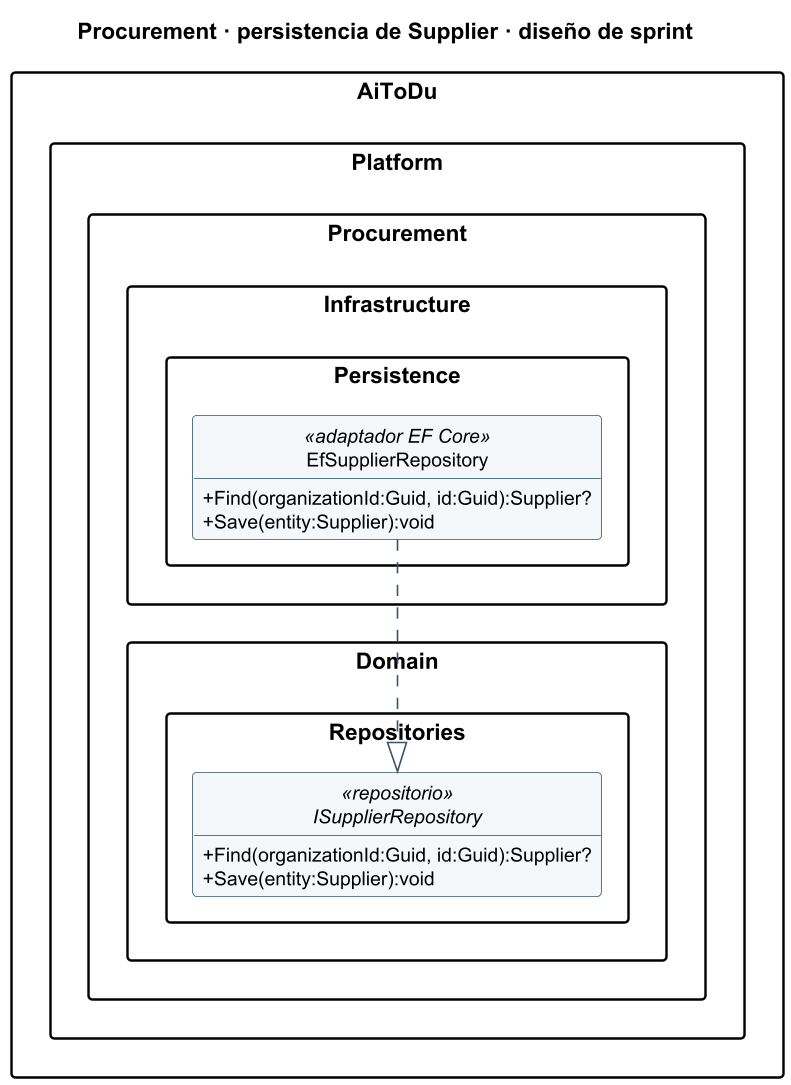 Procurement · persistencia de Supplier · diseño de sprint
AiToDu
Platform
Procurement
Infrastructure
Persistence
«adaptador EF Core»
EfSupplierRepository
+Find(organizationId:Guid, id:Guid):Supplier?
+Save(entity:Supplier):void
Domain
Repositories
«repositorio»
ISupplierRepository
+Find(organizationId:Guid, id:Guid):Supplier?
+Save(entity:Supplier):void